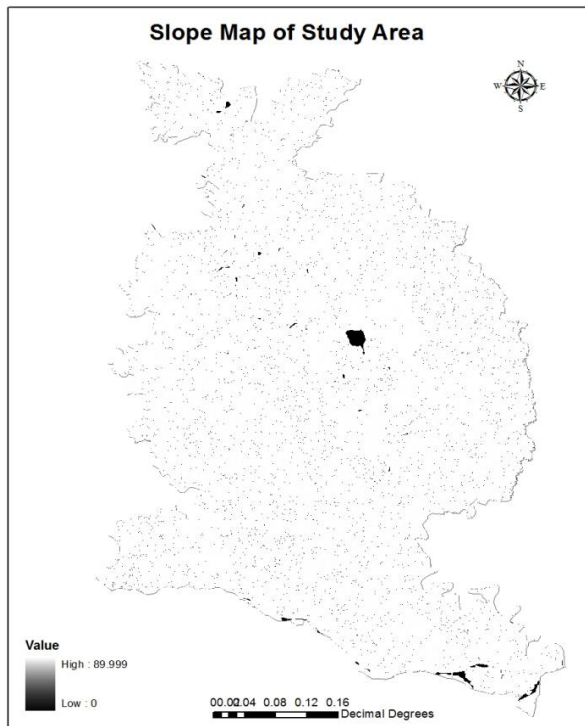 Slope Map of Study Area
N
W E
S
Value
High : 89.999
Low : 0
00.02 0.04 0.08 0.12 0.16
Decimal Degrees